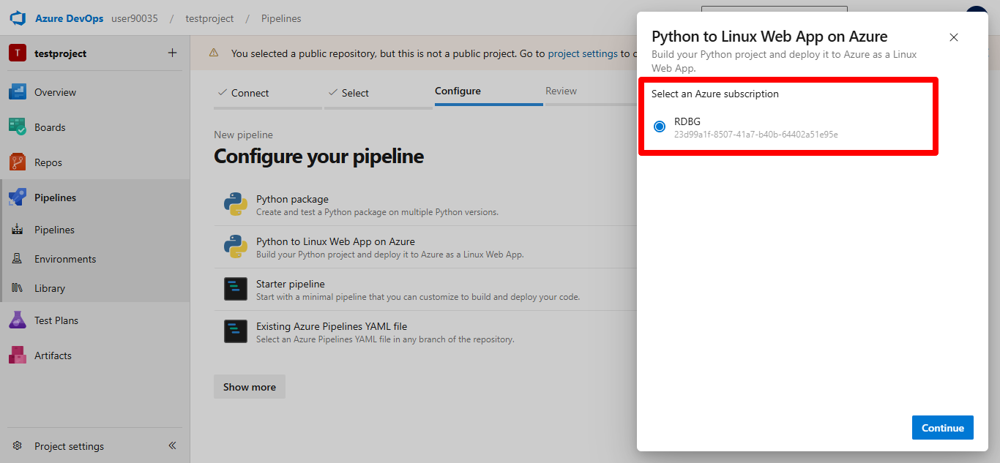 Azure DevOps user90035 / testproject / Pipelines
T testproject +
Overview
Boards
Repos
Pipelines
Pipelines
Environments
Library
Test Plans
Artifacts
Project settings
You selected a public repository, but this is not a public project. Go to project settings to c
Connect
Select
Configure
Review
New pipeline
Configure your pipeline
Python package
Create and test a Python package on multiple Python versions.
Python to Linux Web App on Azure
Build your Python project and deploy it to Azure as a Linux Web App.
Starter pipeline
Start with a minimal pipeline that you can customize to build and deploy your code.
Existing Azure Pipelines YAML file
Select an Azure Pipelines YAML file in any branch of the repository.
Show more
Python to Linux Web App on Azure
Build your Python project and deploy it to Azure as a Linux
Web App.
Select an Azure subscription
RDBG
23d99a1f-8507-41a7-b40b-64402a51e95e
Continue